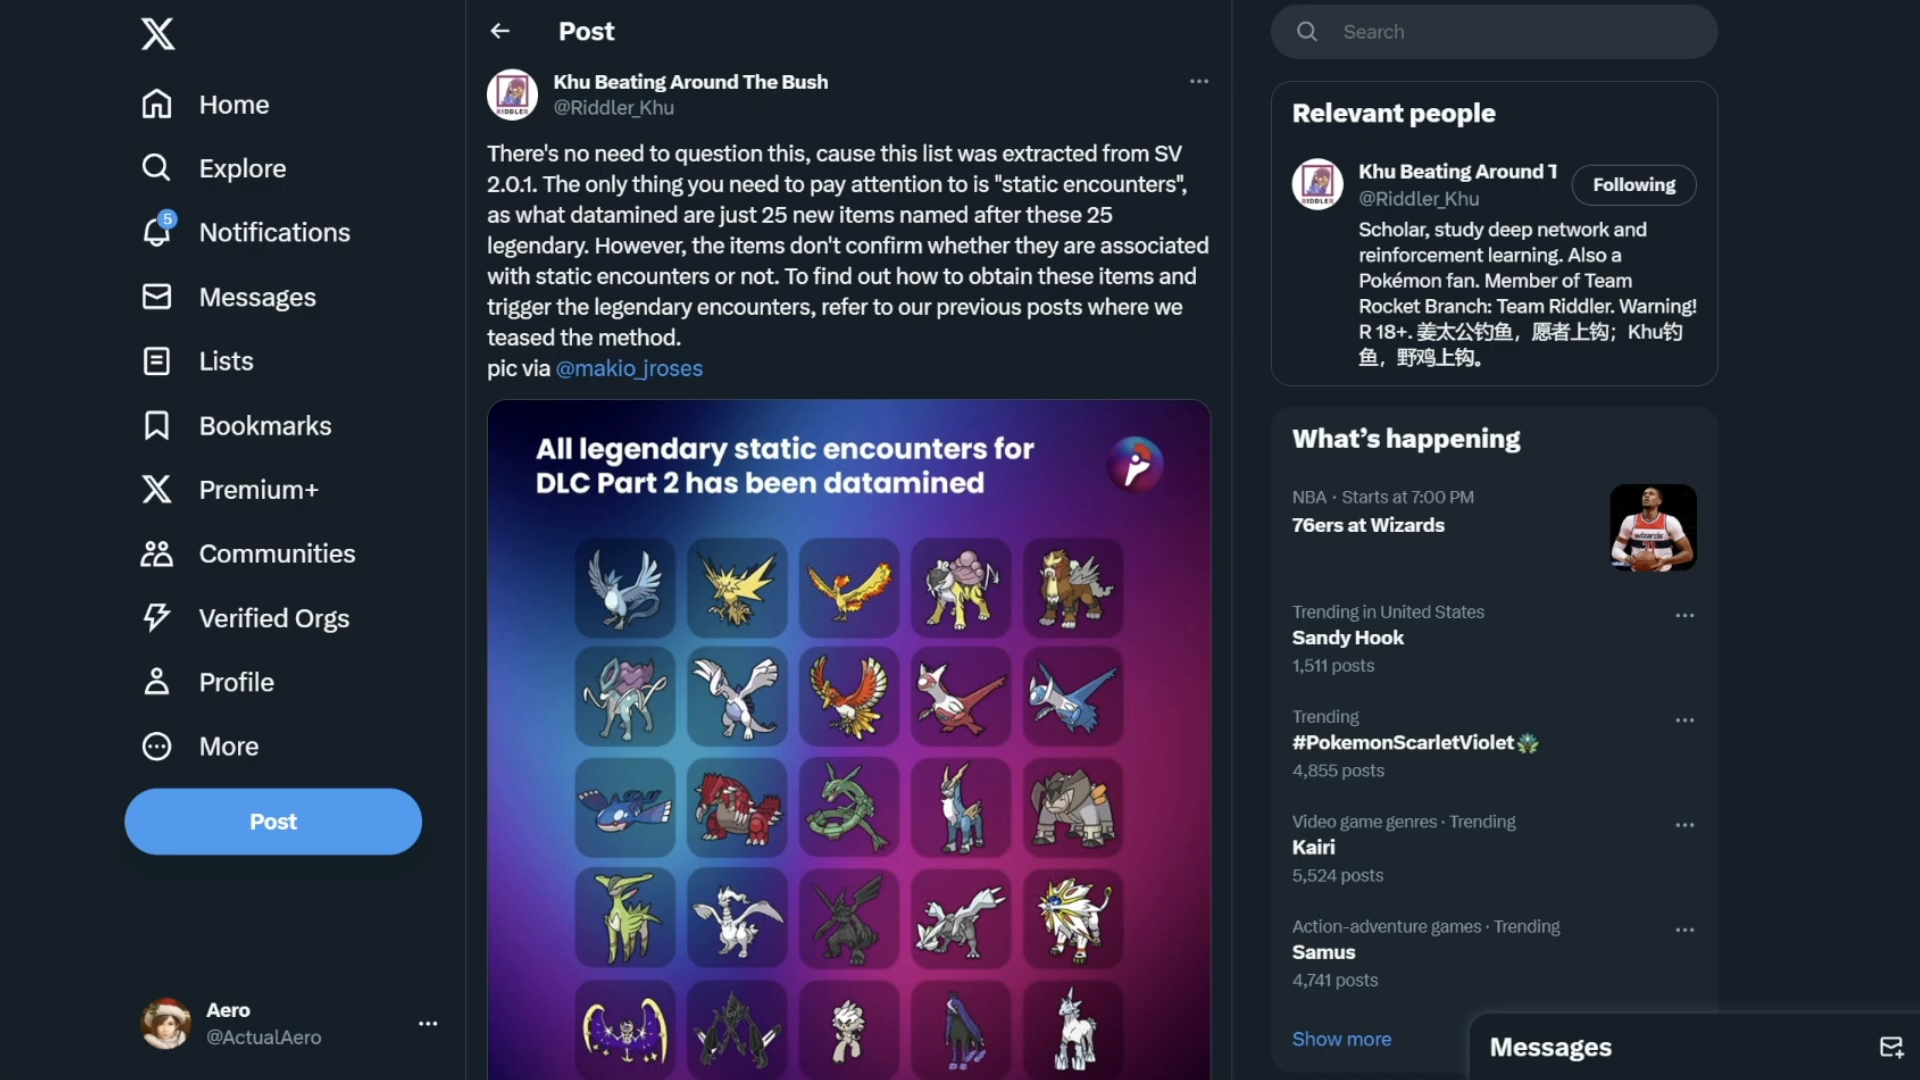 Home
Explore
5
Notifications
Messages
Lists
Bookmarks
Premium+
Communities
Verified Orgs
Profile
More
Post
Aero
@ActualAero
Post
RIDDLER
Khu Beating Around The Bush
@Riddler_Khu
There's no need to question this, cause this list was extracted from SV
2.0.1. The only thing you need to pay attention to is "static encounters",
as what datamined are just 25 new items named after these 25
legendary. However, the items don't confirm whether they are associated
with static encounters or not. To find out how to obtain these items and
trigger the legendary encounters, refer to our previous posts where we
teased the method.
pic via @makio_jroses
All legendary static encounters for
DLC Part 2 has been datamined
Search
Relevant people
RIDDLER
Khu Beating Around T
Following
@Riddler_Khu
Scholar, study deep network and
reinforcement learning. Also a
Pokémon fan. Member of Team
Rocket Branch: Team Riddler. Warning!
R 18+. 姜太公钓鱼，愿者上钩；Khu钓
鱼，野鸡上钩。
What's happening
NBA · Starts at 7:00 PM
76ers at Wizards
Trending in United States
Sandy Hook
1,511 posts
Trending
#PokemonScarletViolet
4,855 posts
Video game genres · Trending
Kairi
5,524 posts
Action-adventure games · Trending
Samus
4,741 posts
Show more
Messages